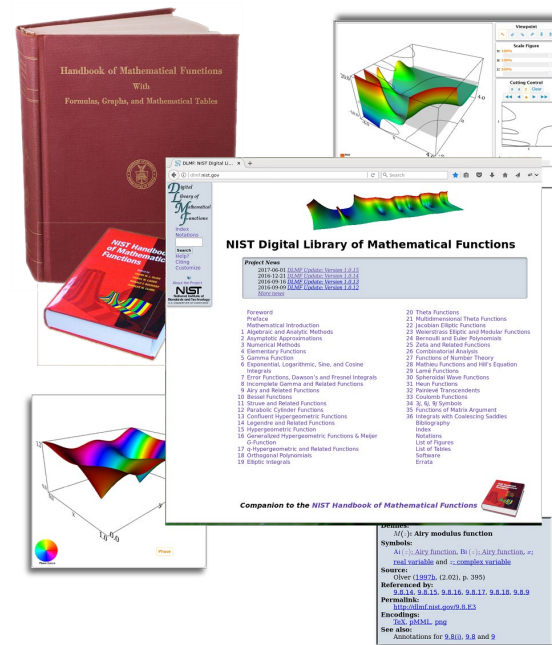 Handbook of Mathematical Functions
With
Formulas, Graphs, and Mathematical Tables
Viewpoint
Scale Figure
Cutting Control
Clear
NIST Handbook
of Mathematical
Functions
DLMF: NIST Digital Li...
dlmf.nist.gov
Search
Digital
Library of
Mathematical
Functions
Index
Notations
Search
Help?
Citing
Customize
About the Project
NIST
National Institute of
Standards and Technology
NIST Digital Library of Mathematical Functions
Project News
2017-06-01 DLMF Update; Version 1.0.15
2016-12-21 DLMF Update; Version 1.0.14
2016-09-16 DLMF Update; Version 1.0.13
2016-09-09 DLMF Update; Version 1.0.12
More news
Foreword
Preface
Mathematical Introduction
1 Algebraic and Analytic Methods
2 Asymptotic Approximations
3 Numerical Methods
4 Elementary Functions
5 Gamma Function
6 Exponential, Logarithmic, Sine, and Cosine
Integrals
7 Error Functions, Dawson's and Fresnel Integrals
8 Incomplete Gamma and Related Functions
9 Airy and Related Functions
10 Bessel Functions
11 Struve and Related Functions
12 Parabolic Cylinder Functions
13 Confluent Hypergeometric Functions
14 Legendre and Related Functions
15 Hypergeometric Function
16 Generalized Hypergeometric Functions & Meijer
G-Function
17 q-Hypergeometric and Related Functions
18 Orthogonal Polynomials
19 Elliptic Integrals
20 Theta Functions
21 Multidimensional Theta Functions
22 Jacobian Elliptic Functions
23 Weierstrass Elliptic and Modular Functions
24 Bernoulli and Euler Polynomials
25 Zeta and Related Functions
26 Combinatorial Analysis
27 Functions of Number Theory
28 Mathieu Functions and Hill's Equation
29 Lamé Functions
30 Spheroidal Wave Functions
31 Heun Functions
32 Painlevé Transcendents
33 Coulomb Functions
34 3j, 6j, 9j Symbols
35 Functions of Matrix Argument
36 Integrals with Coalescing Saddles
Bibliography
Index
Notations
List of Figures
List of Tables
Software
Errata
Companion to the NIST Handbook of Mathematical Functions
Defines:
M(z): Airy modulus function
Symbols:
Ai(z): Airy function, Bi(z): Airy function, x:
real variable and z: complex variable
Source:
Olver (1997b, (2.02), p. 395)
Referenced by:
9.8.14, 9.8.15, 9.8.16, 9.8.17, 9.8.18, 9.8.9
Permalink:
http://dlmf.nist.gov/9.8.E3
Encodings:
TeX, pMML, png
See also:
Annotations for 9.8(i), 9.8 and 9